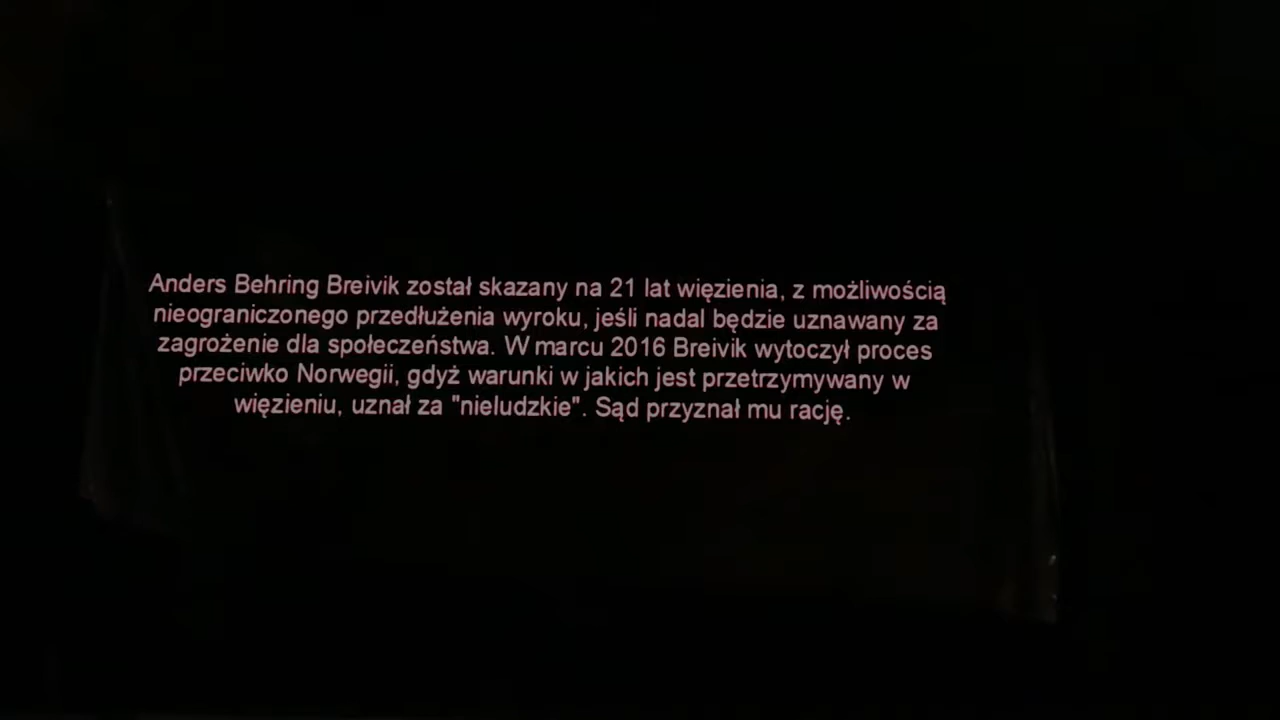 Anders Behring Breivik został skazany na 21 lat więzienia, z możliwością
nieograniczonego przedłużenia wyroku, jeśli nadal będzie uznawany za
zagrożenie dla społeczeństwa. W marcu 2016 Breivik wytoczył proces
przeciwko Norwegii, gdyż warunki w jakich jest przetrzymywany w
więzieniu, uznał za "nieludzkie". Sąd przyznał mu rację.